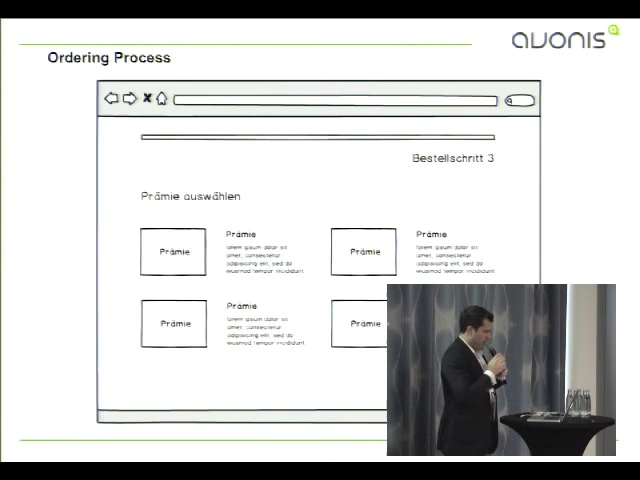 avonis
Ordering Process
Bestellschritt 3
Prämie auswählen
Prämie
Prämie
lorem ipsum dolor sit
amet, consectetur
adipisicing elit, sed do
eiusmod tempor incididunt
Prämie
Prämie
lorem ipsum dolor sit
amet, consectetur
adipisicing elit, sed do
eiusmod tempor incididunt
Prämie
Prämie
lorem ipsum dolor sit
amet, consectetur
adipisicing elit, sed do
eiusmod tempor incididunt
Prämie